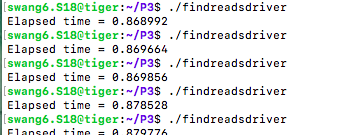 [swang6.S18@tiger:~/P3$ ./findreadsdriver
Elapsed time = 0.868992
[swang6.S18@tiger:~/P3$ ./findreadsdriver
Elapsed time = 0.869664
[swang6.S18@tiger:~/P3$ ./findreadsdriver
Elapsed time = 0.869856
[swang6.S18@tiger:~/P3$ ./findreadsdriver
Elapsed time = 0.878528
[swang6.S18@tiger:~/P3$ ./findreadsdriver
Elapsed time = 0.879776